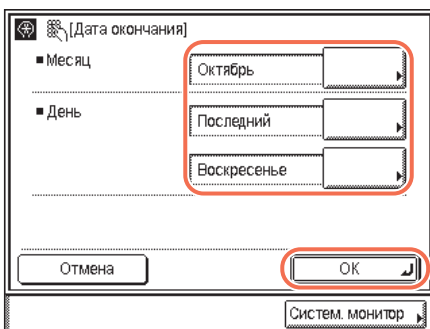 [Дата окончания]
■ Месяц
Октябрь
■ День
Последний
Воскресенье
Отмена
OK
Систем. монитор